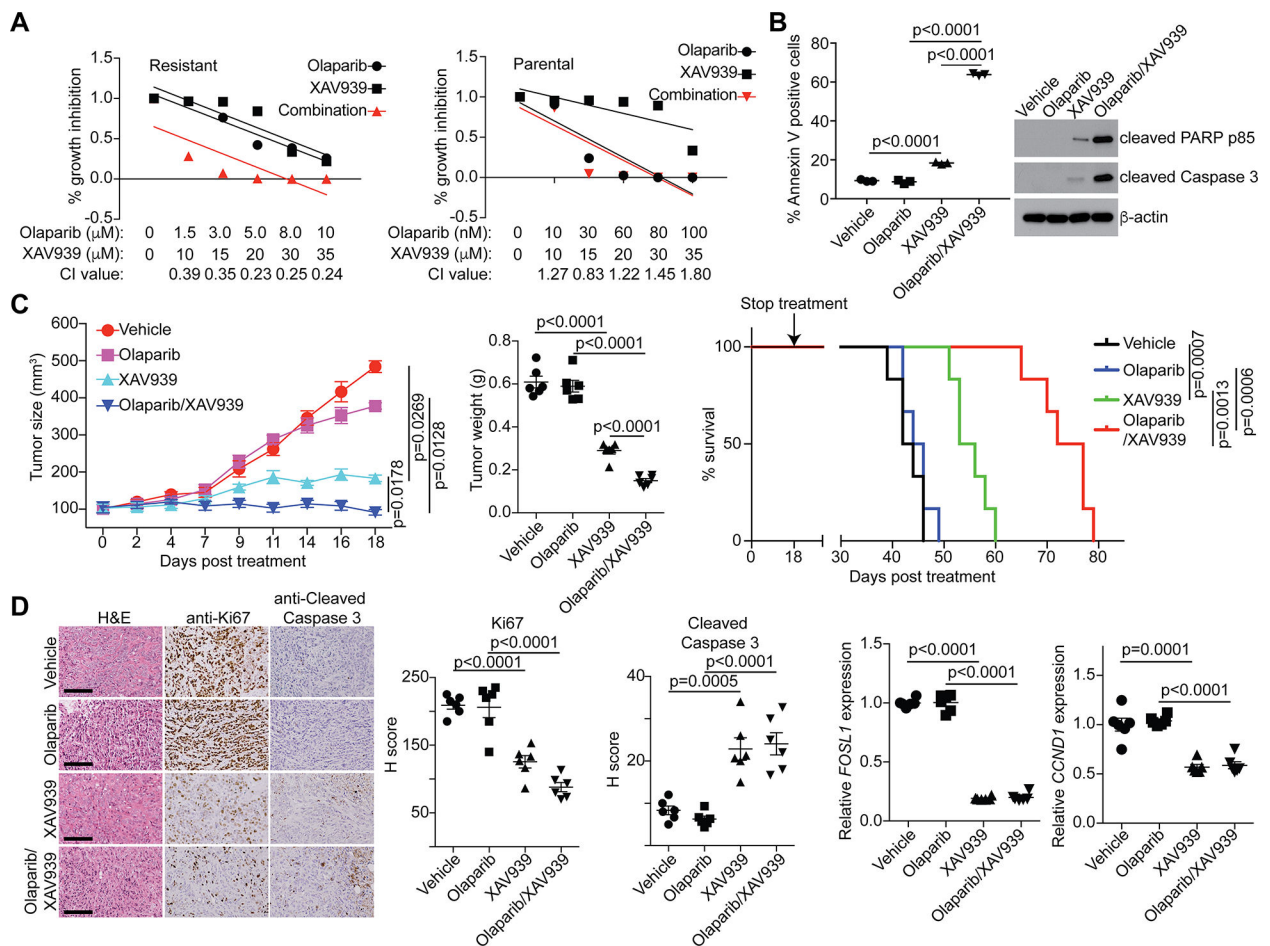 A
1.5
1.0
0.5
0.0
-0.5
% growth inhibition
Resistant
Olaparib
XAV939
Combination
Olaparib (μM): 0 1.5 3.0 5.0 8.0 10
XAV939 (μM): 0 10 15 20 30 35
CI value: 0.39 0.35 0.23 0.25 0.24
1.5
1.0
0.5
0.0
-0.5
% growth inhibition
Parental
Olaparib
XAV939
Combination
Olaparib (nM): 0 10 30 60 80 100
XAV939 (μM): 0 10 15 20 30 35
CI value: 1.27 0.83 1.22 1.45 1.80
B
% Annexin V positive cells
80
60
40
20
0
p<0.0001
p<0.0001
p<0.0001
Vehicle
Olaparib
XAV939
Olaparib/XAV939
Vehicle
Olaparib
XAV939
Olaparib/XAV939
cleaved PARP p85
cleaved Caspase 3
β-actin
C
Tumor size (mm³)
600
500
400
300
200
100
Vehicle
Olaparib
XAV939
Olaparib/XAV939
p=0.0178
p=0.0269
p=0.0128
0 2 4 7 9 11 14 16 18
Days post treatment
Tumor weight (g)
0.8
0.6
0.4
0.2
0.0
p<0.0001
p<0.0001
p<0.0001
Vehicle
Olaparib
XAV939
Olaparib/XAV939
Stop treatment
% survival
100
50
0
0 18 30 40 50 60 70 80
Days post treatment
Vehicle
Olaparib
XAV939
Olaparib
/XAV939
p=0.0007
p=0.0013
p=0.0006
D
H&E
anti-Ki67
anti-Cleaved
Caspase 3
Vehicle
Olaparib
XAV939
Olaparib/
XAV939
Ki67
p<0.0001
p<0.0001
H score
250
150
50
Vehicle
Olaparib
XAV939
Olaparib/XAV939
Cleaved
Caspase 3
p<0.0001
p=0.0005
H score
40
20
0
Vehicle
Olaparib
XAV939
Olaparib/XAV939
Relative FOSL1 expression
1.5
1.0
0.5
0.0
p<0.0001
p<0.0001
Vehicle
Olaparib
XAV939
Olaparib/XAV939
Relative CCND1 expression
1.5
1.0
0.5
0.0
p=0.0001
p<0.0001
Vehicle
Olaparib
XAV939
Olaparib/XAV939